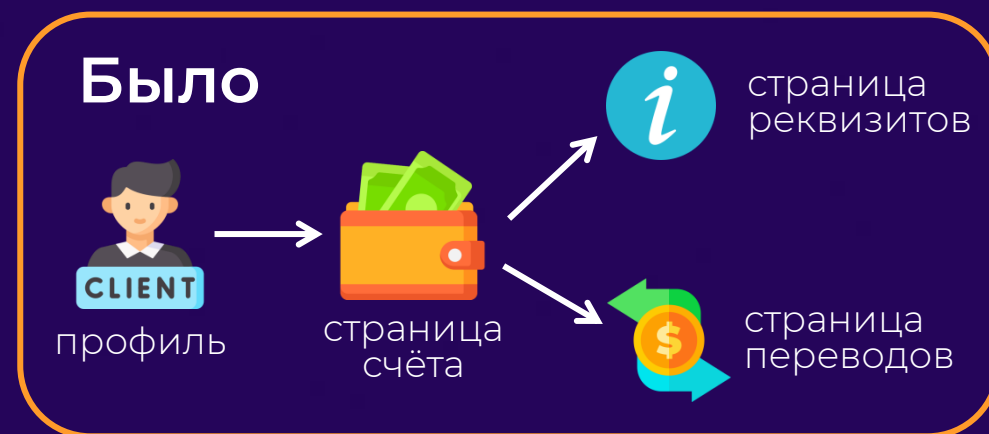 Было
страница
реквизитов
CLIENT
профиль
страница
счёта
$
страница
переводов